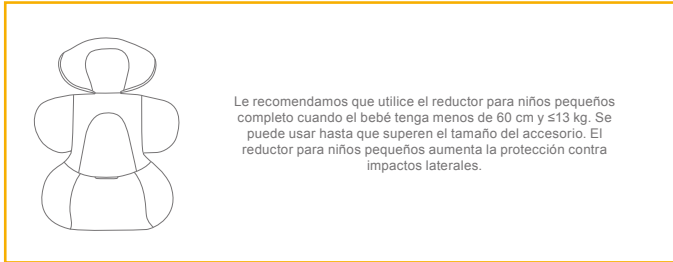 Le recomendamos que utilice el reductor para niños pequeños
completo cuando el bebé tenga menos de 60 cm y ≤13 kg. Se
puede usar hasta que superen el tamaño del accesorio. El
reductor para niños pequeños aumenta la protección contra
impactos laterales.